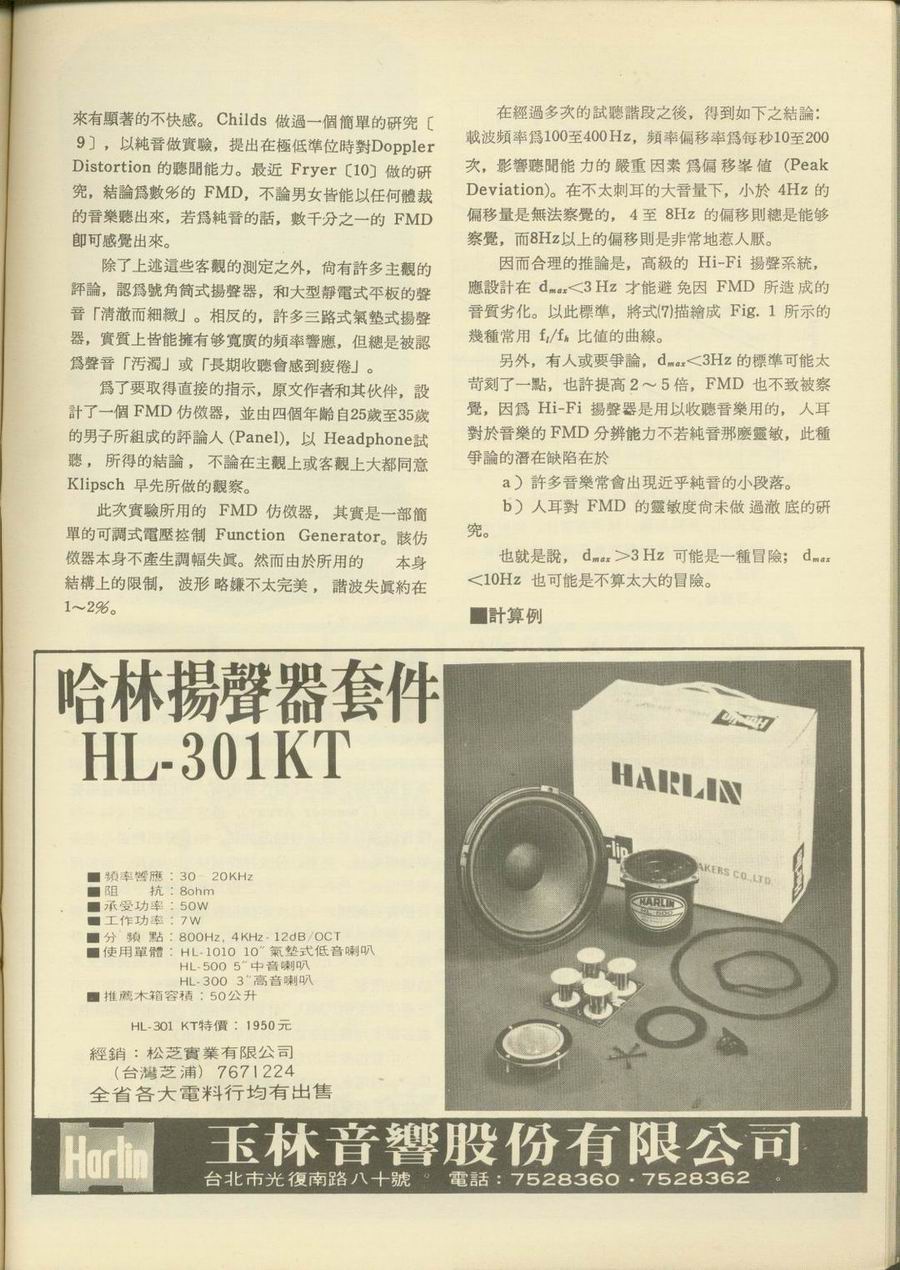 來有顯著的不快感。 Childs 做過一個簡單的硏究〔
9〕，以純音做實驗，提出在極低準位時對Doppler
Distortion 的聽聞能力。最近 Fryer〔10〕做的硏
究，結論爲數％的 FMD，不論男女皆能以任何體裁
的音樂聽出來，若爲純音的話，數千分之一的 FMD
卽可感覺出來。
除了上述這些客觀的測定之外，尙有許多主觀的
評論，認爲號角筒式揚聲器，和大型靜電式平板的聲
音「淸澈而細緻」。相反的，許多三路式氣墊式揚聲
器，實質上皆能擁有够寬廣的頻率響應，但總是被認
爲聲音「汚濁」或「長期收聽會感到疲倦」。
爲了要取得直接的指示，原文作者和其伙伴，設
計了一個 FMD 仿傚器，並由四個年齡自25歲至35歲
的男子所組成的評論人 (Panel)，以 Headphone試
聽，所得的結論，不論在主觀上或客觀上大都同意
Klipsch 早先所做的觀察。
此次實驗所用的 FMD 仿傚器，其實是一部簡
單的可調式電壓控制 Function Generator。該仿
傚器本身不產生調幅失眞。然而由於所用的 本身
結構上的限制，波形略嫌不太完美，諧波失眞約在
1～2％。
在經過多次的試聽階段之後，得到如下之結論：
載波頻率爲100至400Hz，頻率偏移率爲每秒10至200
次，影響聽聞能力的嚴重因素爲偏移峯值 (Peak
Deviation)。在不太刺耳的大音量下，小於 4Hz 的
偏移量是無法察覺的，4 至 8Hz 的偏移則總是能够
察覺，而8Hz以上的偏移則是非常地惹人厭。
因而合理的推論是，高級的 Hi-Fi 揚聲系統，
應設計在 dmax＜3 Hz 才能避免因 FMD 所造成的
音質劣化。以此標準，將式(7)描繪成 Fig. 1 所示的
幾種常用 fl/fh 比值的曲線。
另外，有人或要爭論，dmax＜3Hz 的標準可能太
苛刻了一點，也許提高 2 ～ 5 倍，FMD 也不致被察
覺，因爲 Hi-Fi 揚聲器是用以收聽音樂用的，人耳
對於音樂的 FMD 分辨能力不若純音那麽靈敏，此種
爭論的潛在缺陷在於
a）許多音樂常會出現近乎純音的小段落。
b）人耳對 FMD 的靈敏度尙未做過澈底的硏
究。
也就是說，dmax＞3 Hz 可能是一種冒險；dmax
＜10Hz 也可能是不算太大的冒險。
■計算例
哈林揚聲器套件
HL-301KT
■頻率響應：30－20KHz
■阻 抗：8ohm
■承受功率：50W
■工作功率：7W
■分 頻 點：800Hz, 4KHz-12dB/OCT
■使用單體：HL-1010 10″氣墊式低音喇叭
HL-500 5″中音喇叭
HL-300 3″高音喇叭
■推薦木箱容積：50公升
HL-301 KT特價：1950元
經銷：松芝實業有限公司
（台灣芝浦）7671224
全省各大電料行均有出售
Harlin
HARLIN
AKERS CO.,LTD.
HARLIN
HL 500
Harlin
玉林音響股份有限公司
台北市光復南路八十號。 電話：7528360・7528362。